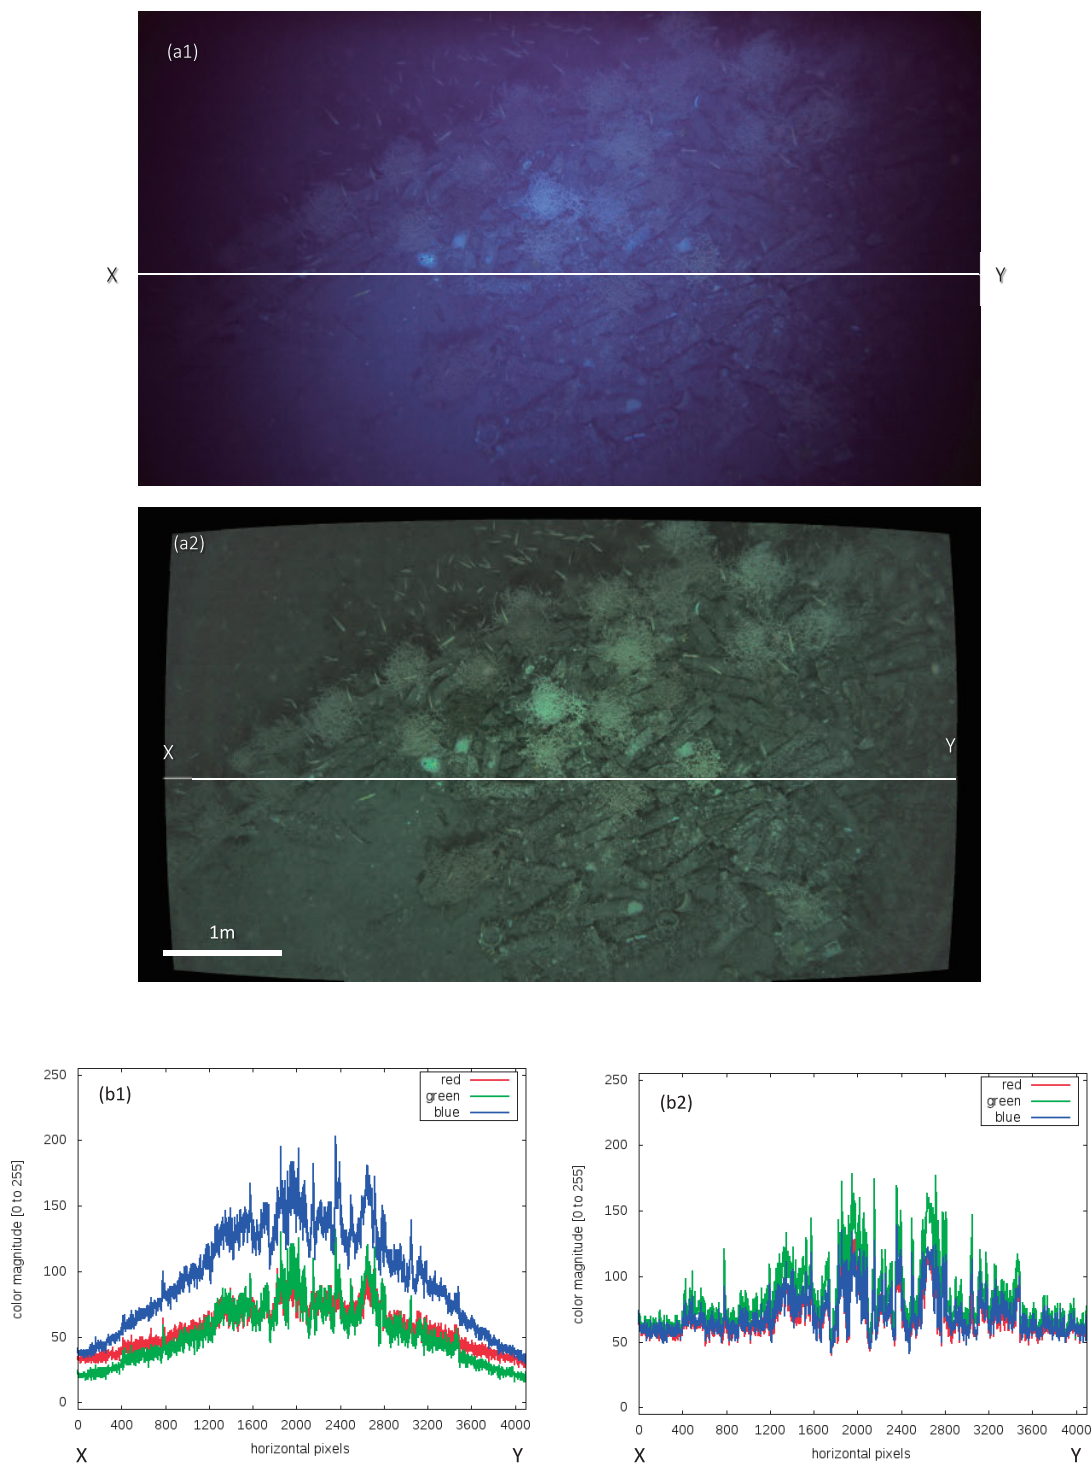 (a1)
X
Y
(a2)
X
Y
1m
250
200
150
100
50
0
color magnitude [0 to 255]
(b1)
red
green
blue
0
400
800
1200
1600
2000
2400
2800
3200
3600
4000
X
horizontal pixels
Y
250
200
150
100
50
0
color magnitude [0 to 255]
(b2)
red
green
blue
0
400
800
1200
1600
2000
2400
2800
3200
3600
4000
X
horizontal pixels
Y